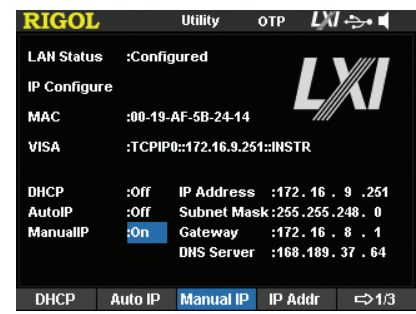 RIGOL Utility OTP LXI
LAN Status :Configured
IP Configure
LXI
MAC :00-19-AF-5B-24-14
VISA :TCPIP0::172.16.9.251::INSTR
DHCP :Off IP Address :172. 16 . 9 .251
AutoIP :Off Subnet Mask:255.255.248. 0
ManualIP :On Gateway :172. 16 . 8 . 1
DNS Server :168.189. 37 . 64
DHCP Auto IP Manual IP IP Addr ⇨1/3